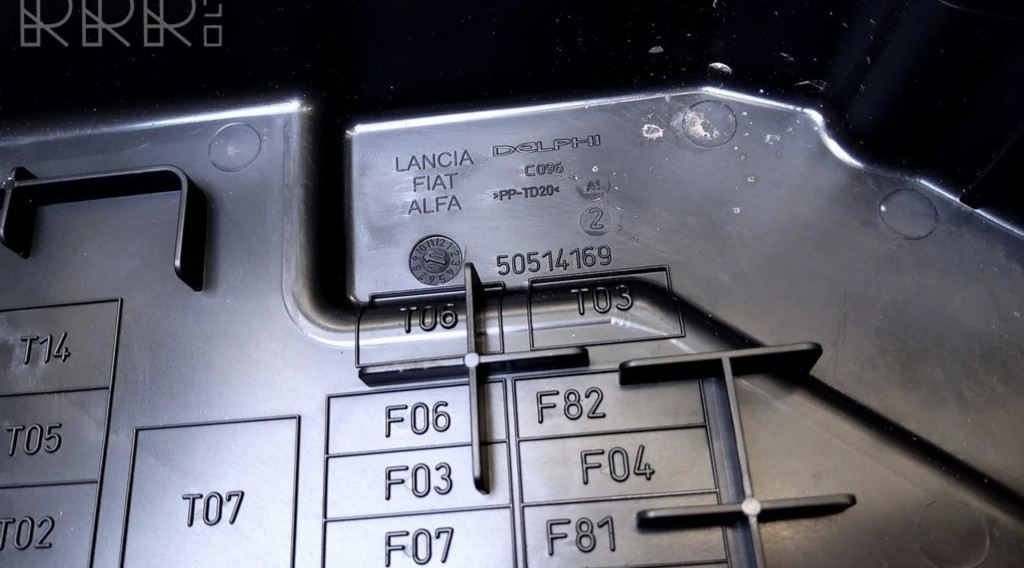 RRR.LT
LANCIA
FIAT
ALFA
DELPHI
C096
>PP-TD20<
A1
2
50514169
T06
T03
T14
T05
T02
T07
F06
F82
F03
F04
F07
F81